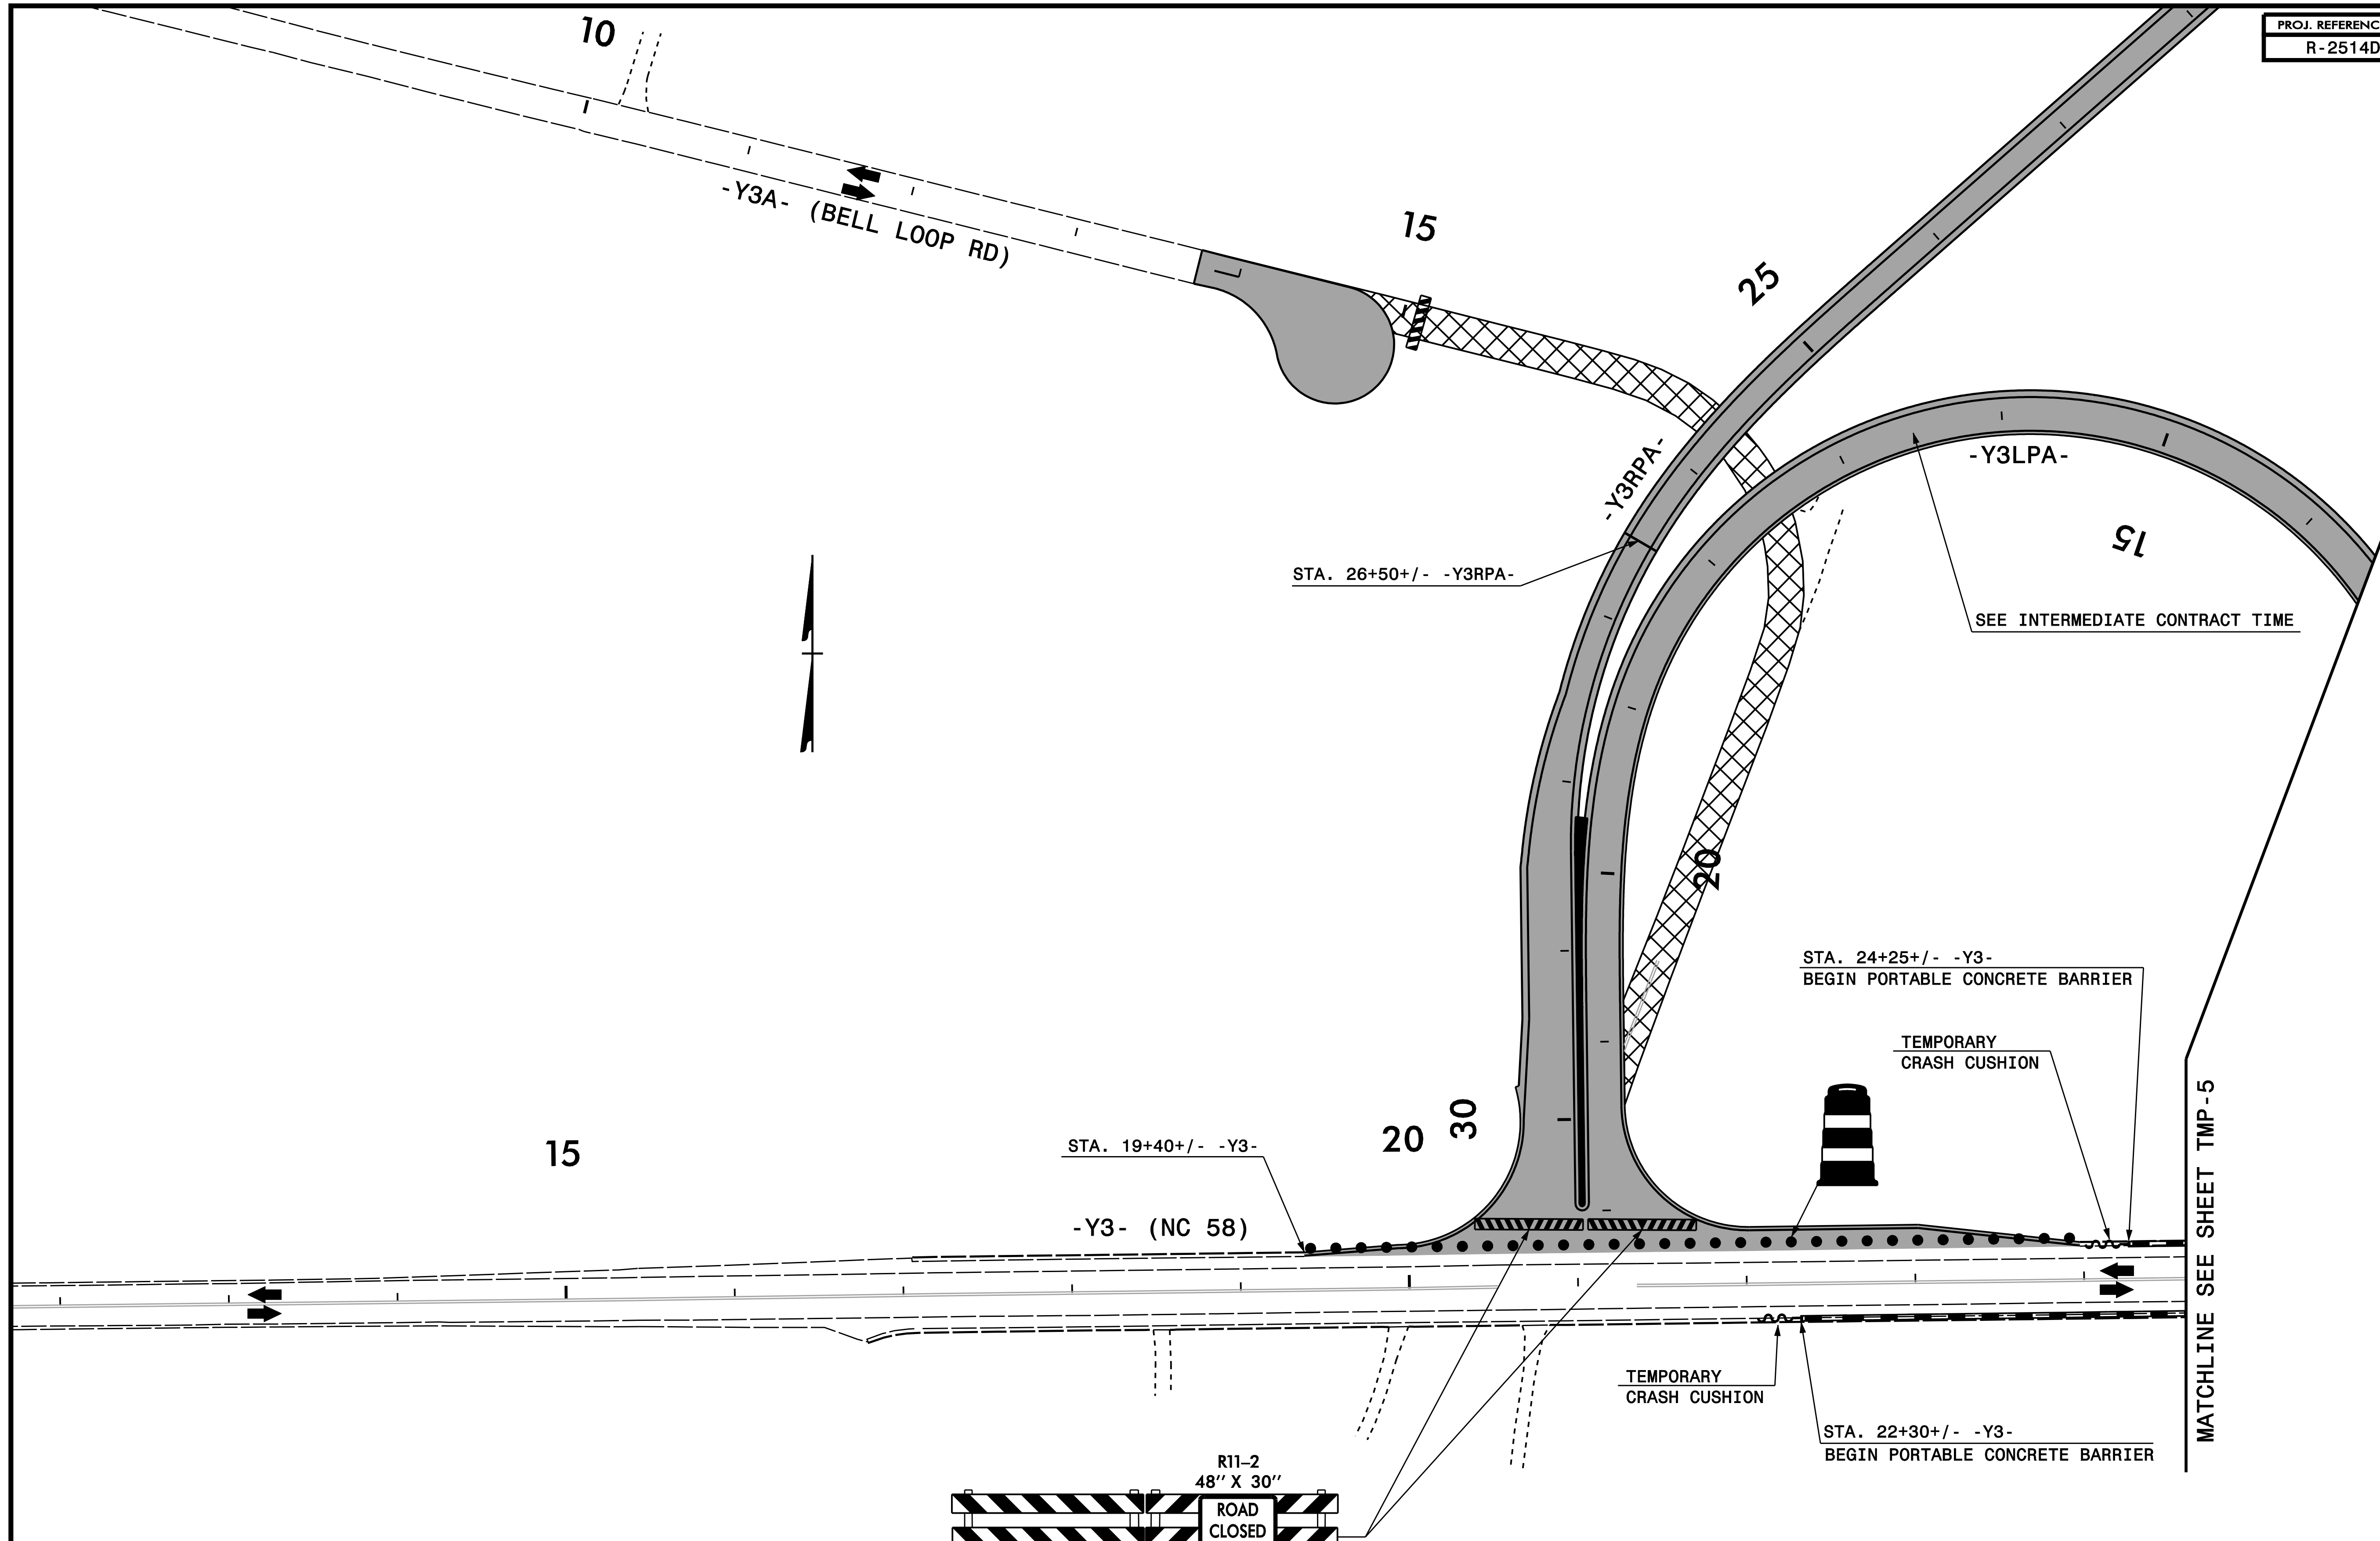 PROJ. REFERENC
R-2514D
10
-Y3A- (BELL LOOP RD)
15
25
-Y3RPA-
-Y3LPA-
15
STA. 26+50+/- -Y3RPA-
SEE INTERMEDIATE CONTRACT TIME
20
STA. 24+25+/- -Y3-
BEGIN PORTABLE CONCRETE BARRIER
TEMPORARY
CRASH CUSHION
MATCHLINE SEE SHEET TMP-5
15
STA. 19+40+/- -Y3-
20
30
-Y3- (NC 58)
TEMPORARY
CRASH CUSHION
STA. 22+30+/- -Y3-
BEGIN PORTABLE CONCRETE BARRIER
R11–2
48'' X 30''
ROAD
CLOSED